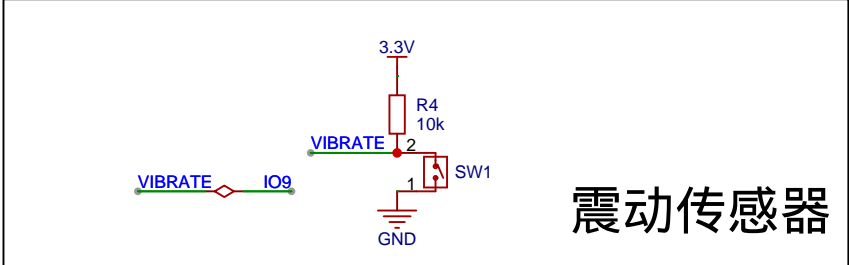 3.3V
R4
10k
VIBRATE
2
SW1
VIBRATE
IO9
1
GND
震动传感器